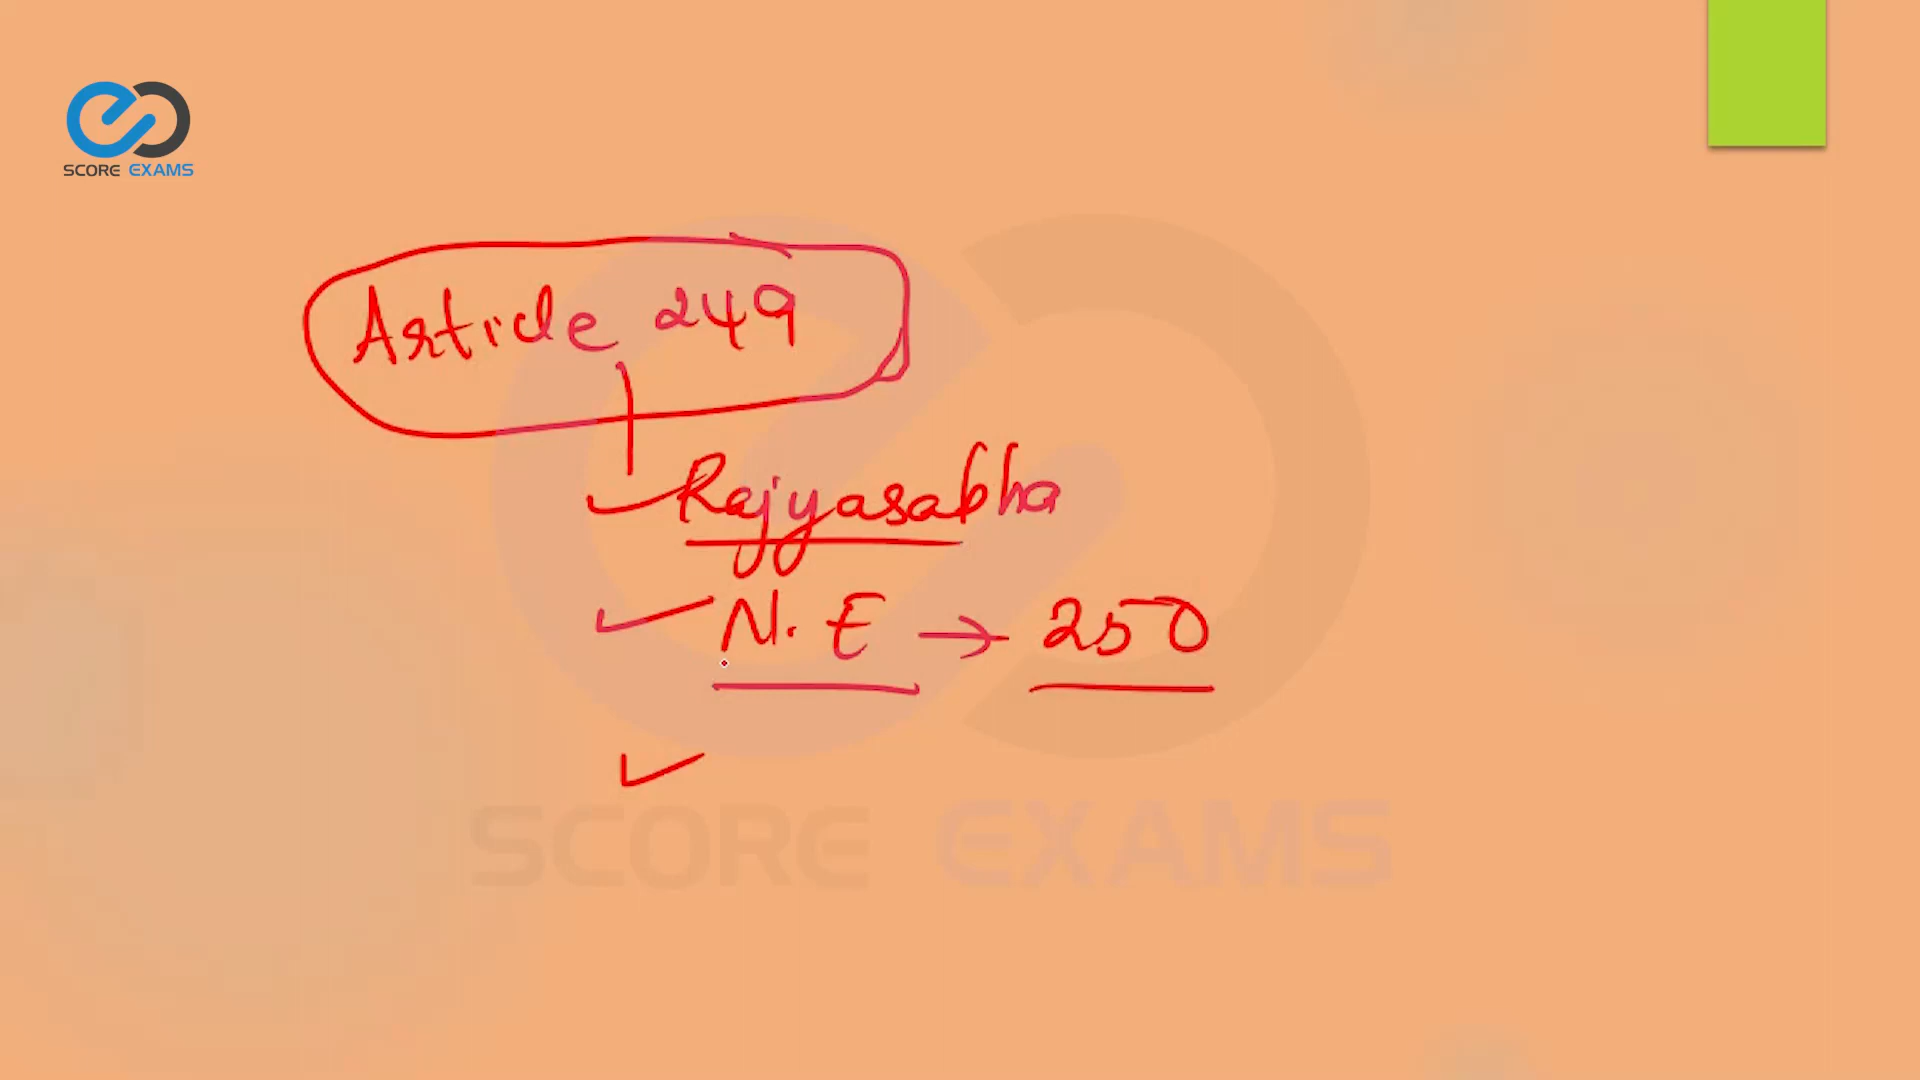 SCORE EXAMS
Article 249
Rajyasabha
N.E → 250
SCORE EXAMS